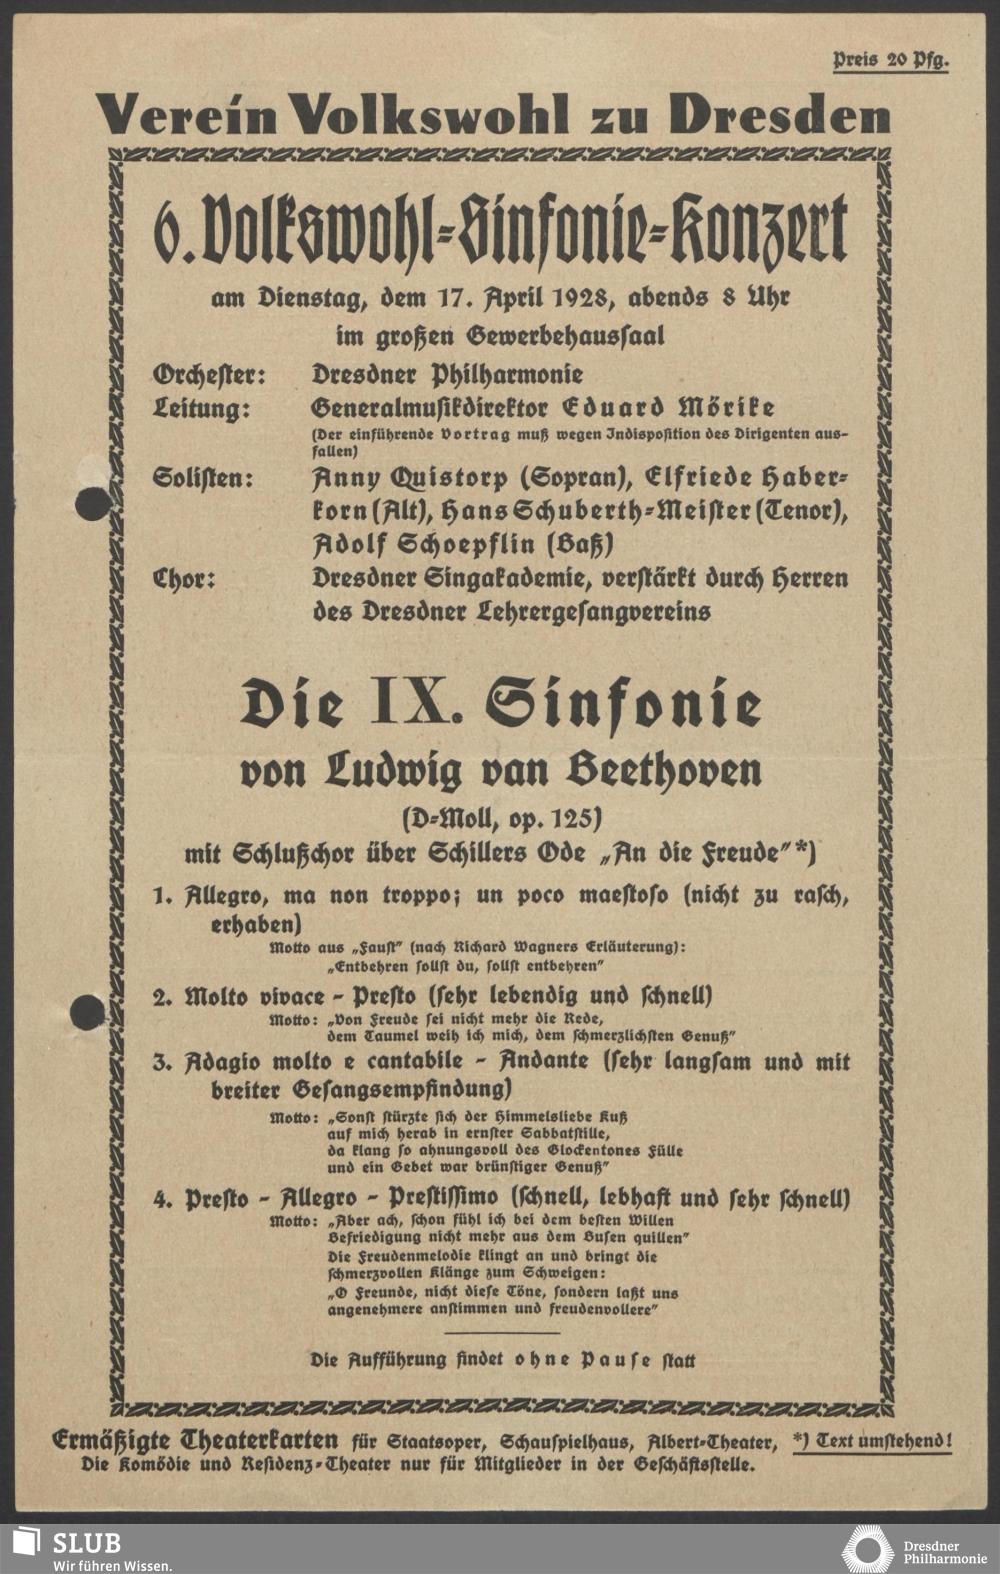 Preis 20 Pfg.
Verein Volkswohl zu Dresden
6. Volkswohl-Sinfonie-Konzert
am Dienstag, dem 17. April 1928, abends 8 Uhr
im großen Gewerbehaussaal
Orchester: Dresdner Philharmonie
Leitung: Generalmusikdirektor Eduard Mörike
(Der einführende Vortrag muß wegen Indisposition des Dirigenten aus-
fallen)
Solisten: Anny Quistorp (Sopran), Elfriede Haber-
korn (Alt), Hans Schuberth-Meister (Tenor),
Adolf Schoepflin (Baß)
Chor: Dresdner Singakademie, verstärkt durch Herren
des Dresdner Lehrergesangvereins
Die IX. Sinfonie
von Ludwig van Beethoven
(D-Moll, op. 125)
mit Schlußchor über Schillers Ode „An die Freude" *)
1. Allegro, ma non troppo; un poco maestoso (nicht zu rasch,
erhaben)
Motto aus „Faust" (nach Richard Wagners Erläuterung):
„Entbehren sollst du, sollst entbehren"
2. Molto vivace - Presto (sehr lebendig und schnell)
Motto: „Von Freude sei nicht mehr die Rede,
dem Taumel weih ich mich, dem schmerzlichsten Genuß"
3. Adagio molto e cantabile - Andante (sehr langsam und mit
breiter Gesangsempfindung)
Motto: „Sonst stürzte sich der Himmelsliebe Kuß
auf mich herab in ernster Sabbatstille,
da klang so ahnungsvoll des Glockentones Fülle
und ein Gebet war brünstiger Genuß"
4. Presto - Allegro - Prestissimo (schnell, lebhaft und sehr schnell)
Motto: „Aber ach, schon fühl ich bei dem besten Willen
Befriedigung nicht mehr aus dem Busen quillen"
Die Freudenmelodie klingt an und bringt die
schmerzvollen Klänge zum Schweigen:
„O Freunde, nicht diese Töne, sondern laßt uns
angenehmere anstimmen und freudenvollere"
Die Aufführung findet ohne Pause statt
Ermäßigte Theaterkarten für Staatsoper, Schauspielhaus, Albert-Theater, *) Text umstehend!
Die Komödie und Residenz-Theater nur für Mitglieder in der Geschäftsstelle.
SLUB
Wir führen Wissen.
Dresdner
Philharmonie